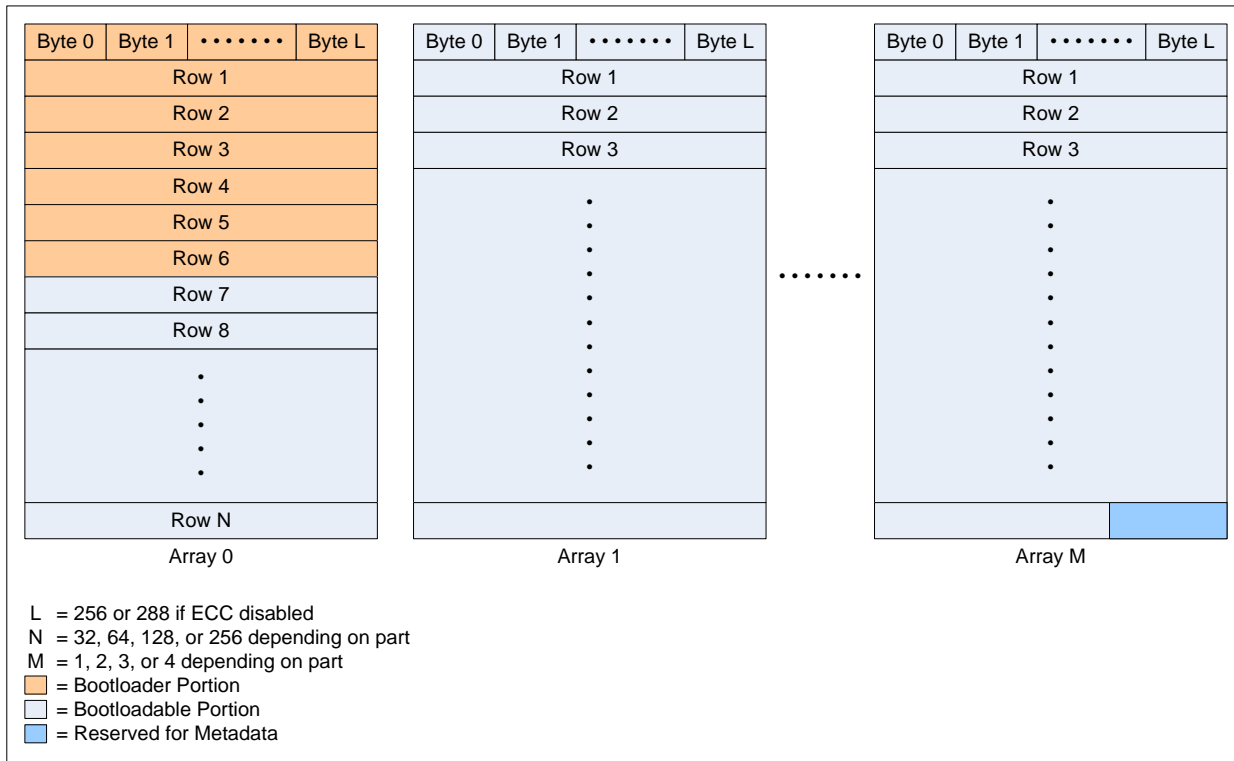 Byte 0 Byte 1 ······· Byte L
Row 1
Row 2
Row 3
Row 4
Row 5
Row 6
Row 7
Row 8
Row N
Array 0
Byte 0 Byte 1 ······· Byte L
Row 1
Row 2
Row 3
Array 1
·······
Byte 0 Byte 1 ······· Byte L
Row 1
Row 2
Row 3
Array M
L = 256 or 288 if ECC disabled
N = 32, 64, 128, or 256 depending on part
M = 1, 2, 3, or 4 depending on part
= Bootloader Portion
= Bootloadable Portion
= Reserved for Metadata